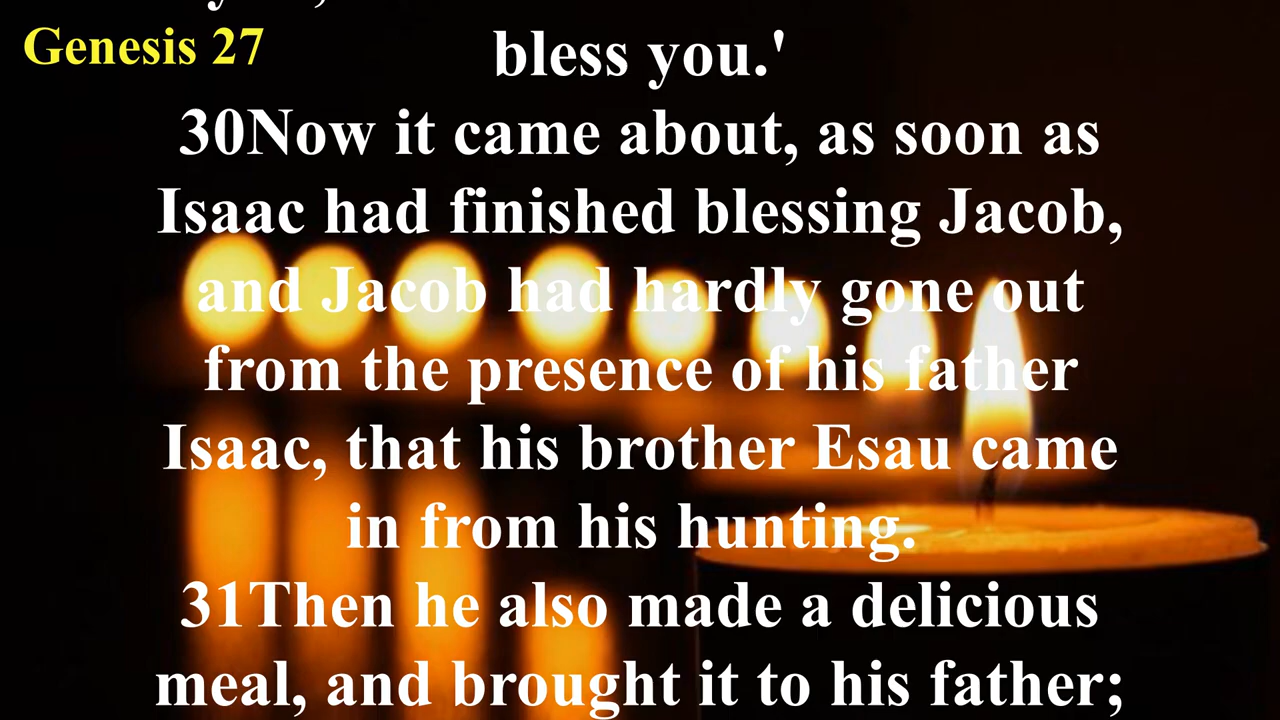 Genesis 27
bless you.'
30Now it came about, as soon as
Isaac had finished blessing Jacob,
and Jacob had hardly gone out
from the presence of his father
Isaac, that his brother Esau came
in from his hunting.
31Then he also made a delicious
meal, and brought it to his father;